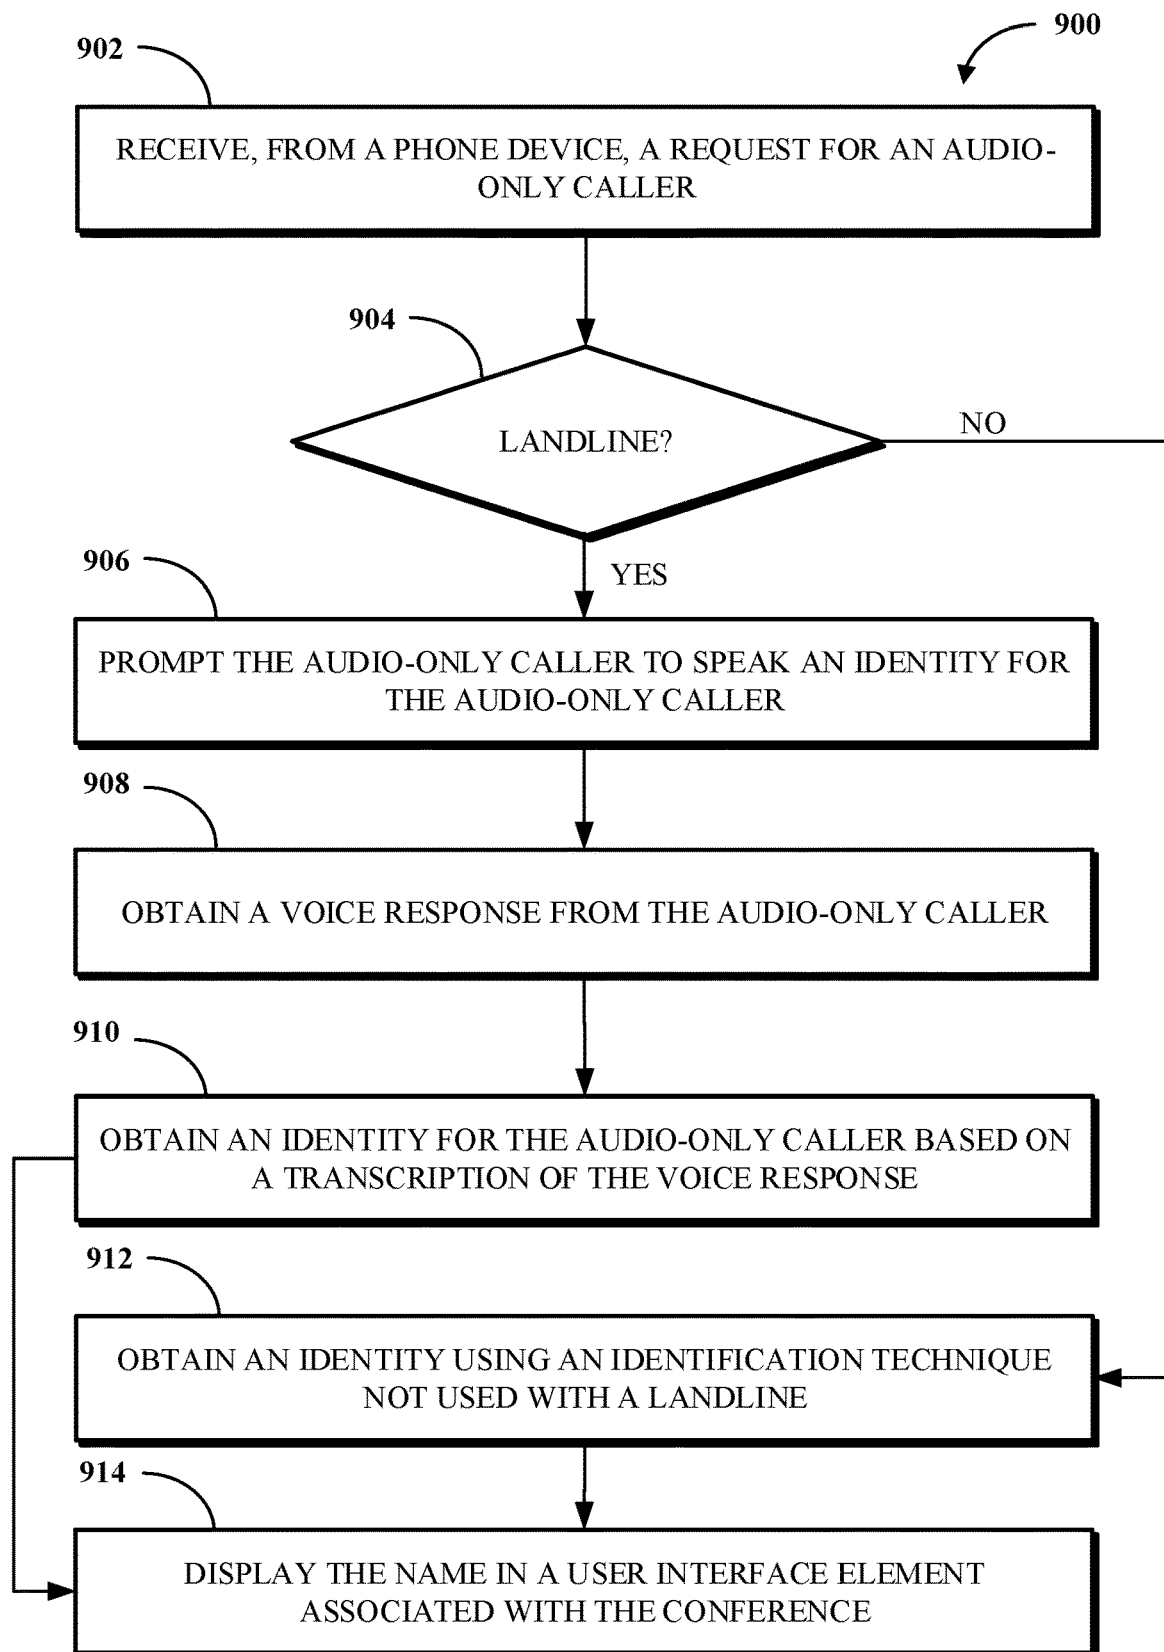 900
902
RECEIVE, FROM A PHONE DEVICE, A REQUEST FOR AN AUDIO-
ONLY CALLER
904
LANDLINE?
NO
YES
906
PROMPT THE AUDIO-ONLY CALLER TO SPEAK AN IDENTITY FOR
THE AUDIO-ONLY CALLER
908
OBTAIN A VOICE RESPONSE FROM THE AUDIO-ONLY CALLER
910
OBTAIN AN IDENTITY FOR THE AUDIO-ONLY CALLER BASED ON
A TRANSCRIPTION OF THE VOICE RESPONSE
912
OBTAIN AN IDENTITY USING AN IDENTIFICATION TECHNIQUE
NOT USED WITH A LANDLINE
914
DISPLAY THE NAME IN A USER INTERFACE ELEMENT
ASSOCIATED WITH THE CONFERENCE